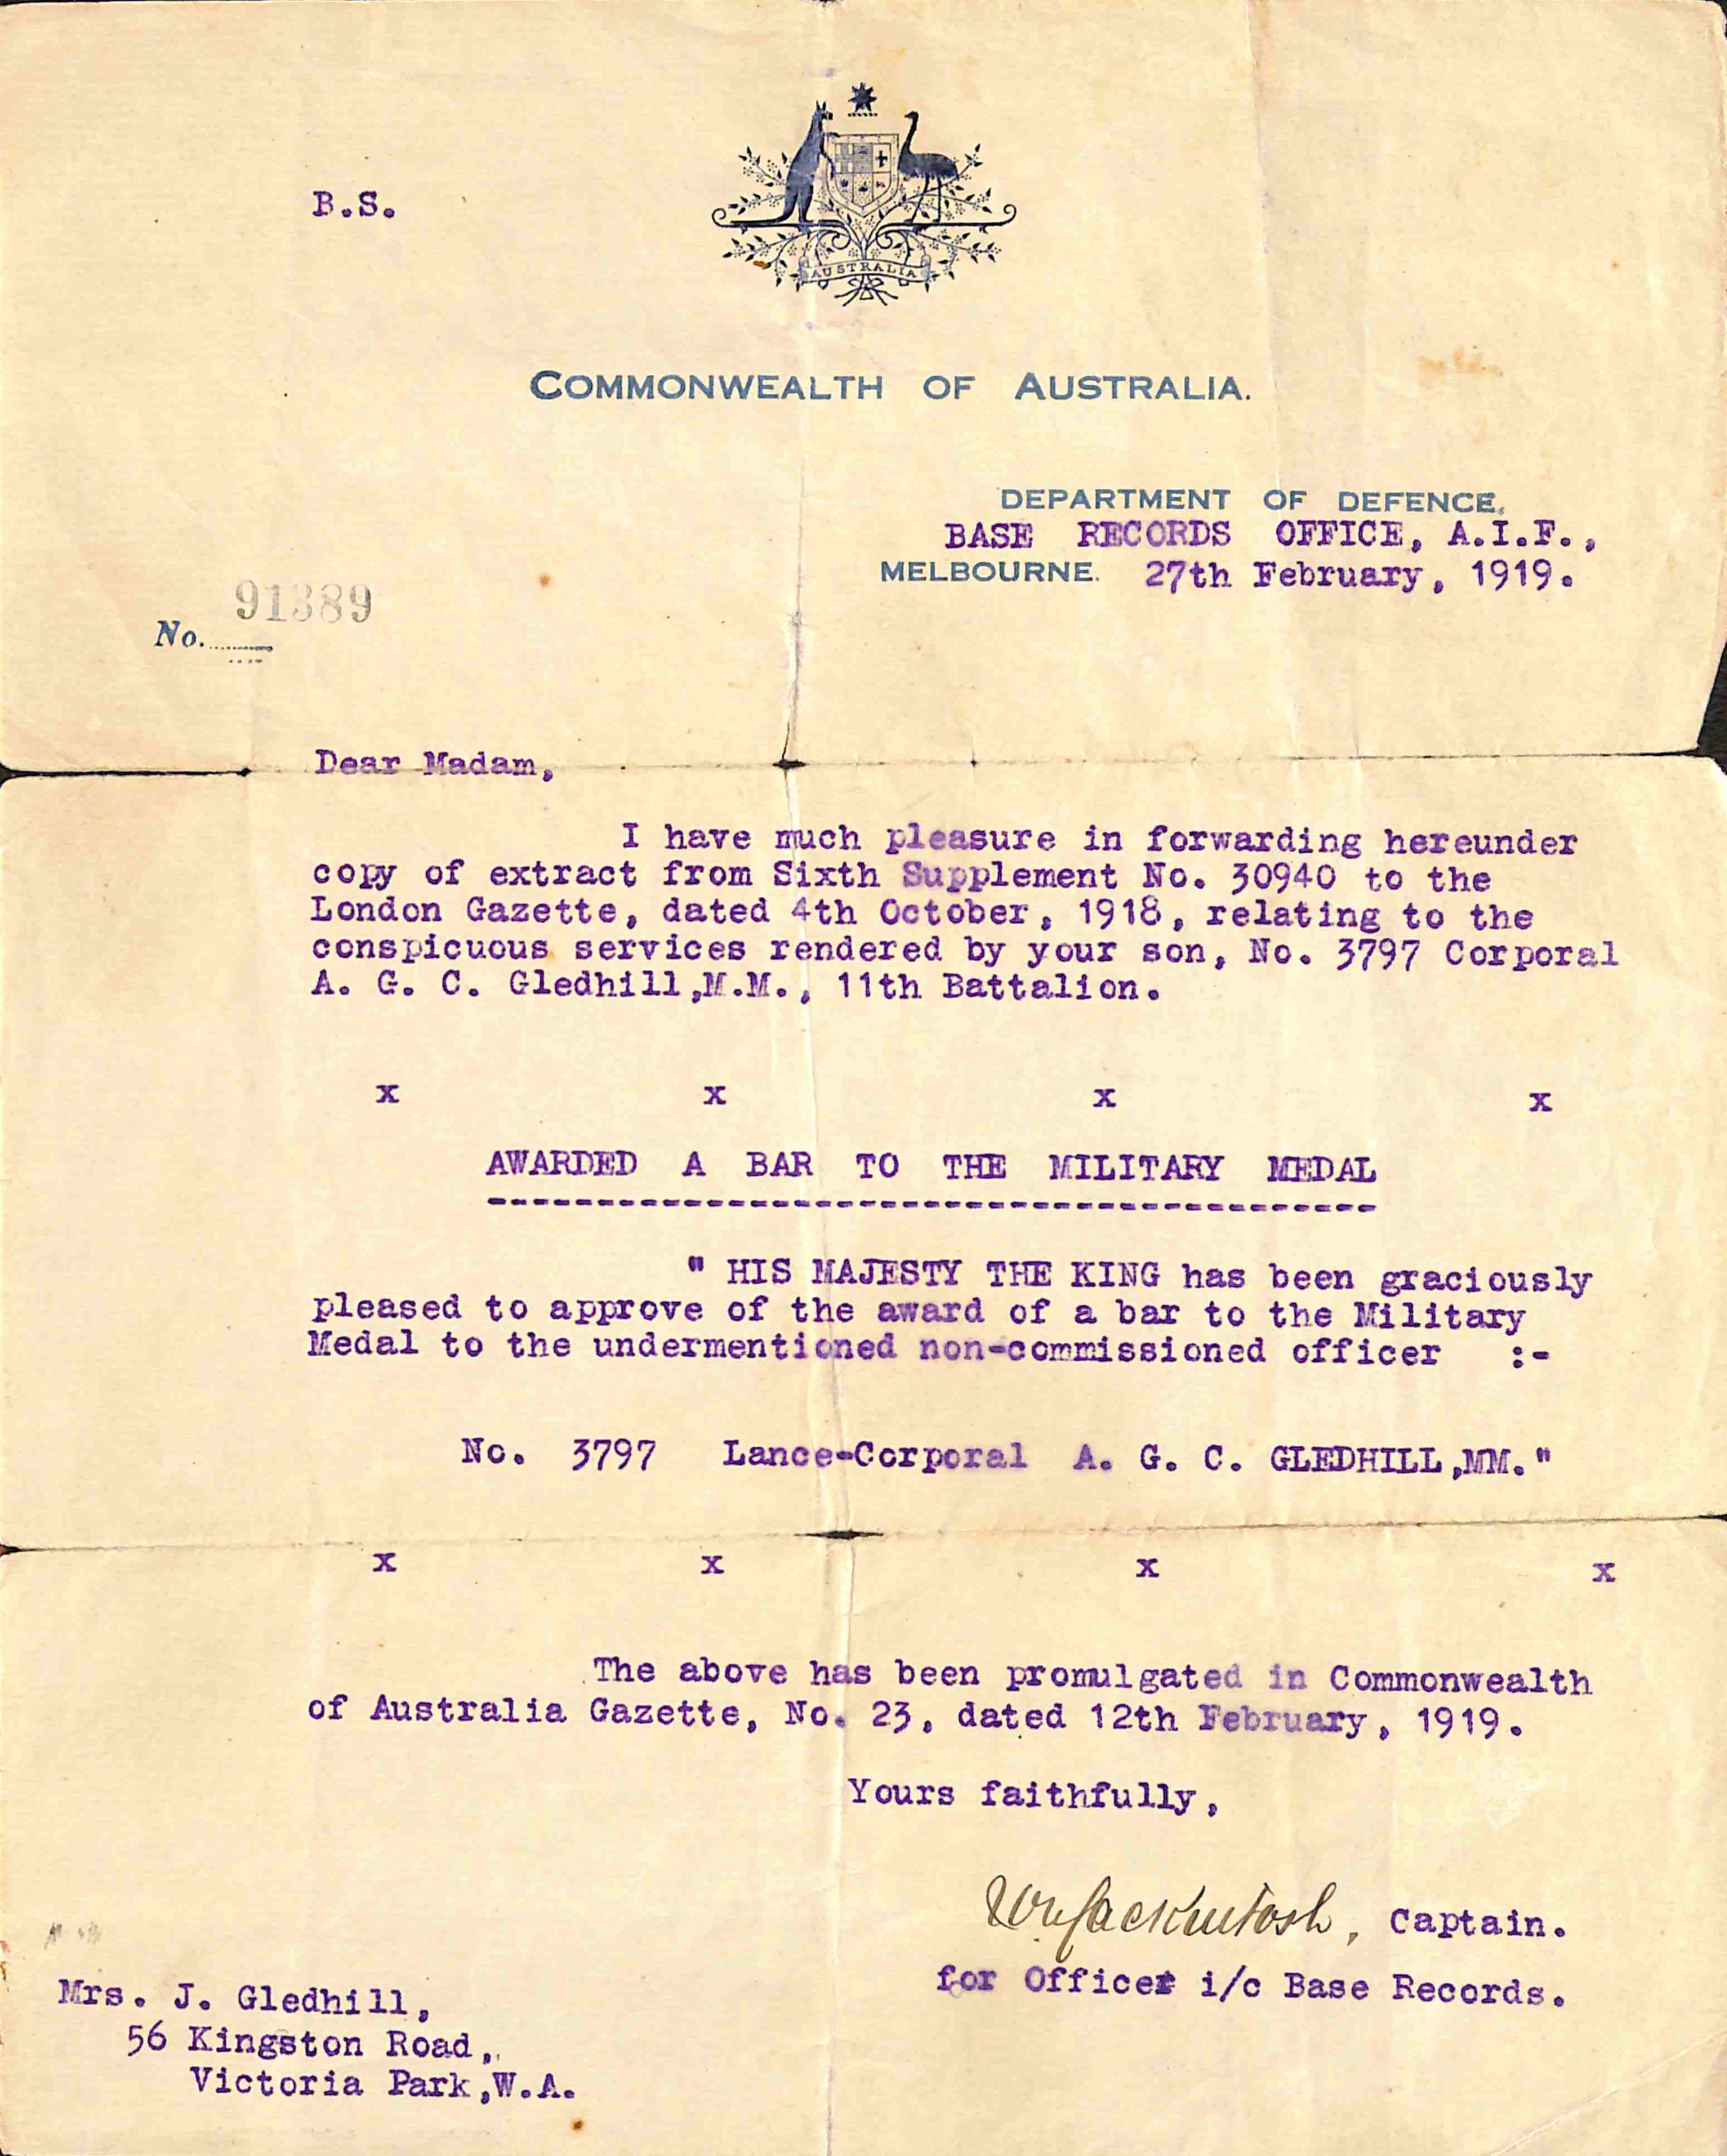 B.S.
AUSTRALIA
COMMONWEALTH OF AUSTRALIA.
DEPARTMENT OF DEFENCE.
BASE RECORDS OFFICE, A.I.F.,
MELBOURNE. 27th February, 1919.
91389
No.
Dear Madam,
I have much pleasure in forwarding hereunder
copy of extract from Sixth Supplement No. 30940 to the
London Gazette, dated 4th October, 1918, relating to the
conspicuous services rendered by your son, No. 3797 Corporal
A. G. C. Gledhill,M.M., 11th Battalion.
x x x x
AWARDED A BAR TO THE MILITARY MEDAL
------------------------------------------
" HIS MAJESTY THE KING has been graciously
pleased to approve of the award of a bar to the Military
Medal to the undermentioned non-commissioned officer :-
No. 3797 Lance-Corporal A. G. C. GLEDHILL,MM."
x x x x
The above has been promulgated in Commonwealth
of Australia Gazette, No. 23, dated 12th February, 1919.
Yours faithfully,
, Captain.
for Officer i/c Base Records.
Mrs. J. Gledhill,
56 Kingston Road,
Victoria Park,W.A.